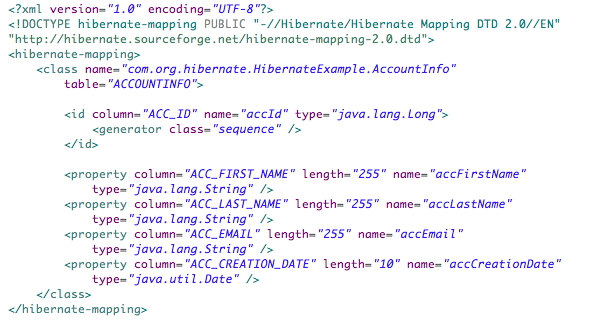 <?xml version="1.0" encoding="UTF-8"?>
<!DOCTYPE hibernate-mapping PUBLIC "-//Hibernate/Hibernate Mapping DTD 2.0//EN"
"http://hibernate.sourceforge.net/hibernate-mapping-2.0.dtd">
<hibernate-mapping>
    <class name="com.org.hibernate.HibernateExample.AccountInfo"
        table="ACCOUNTINFO">

        <id column="ACC_ID" name="accId" type="java.lang.Long">
            <generator class="sequence" />
        </id>

        <property column="ACC_FIRST_NAME" length="255" name="accFirstName"
            type="java.lang.String" />
        <property column="ACC_LAST_NAME" length="255" name="accLastName"
            type="java.lang.String" />
        <property column="ACC_EMAIL" length="255" name="accEmail"
            type="java.lang.String" />
        <property column="ACC_CREATION_DATE" length="10" name="accCreationDate"
            type="java.util.Date" />
    </class>
</hibernate-mapping>